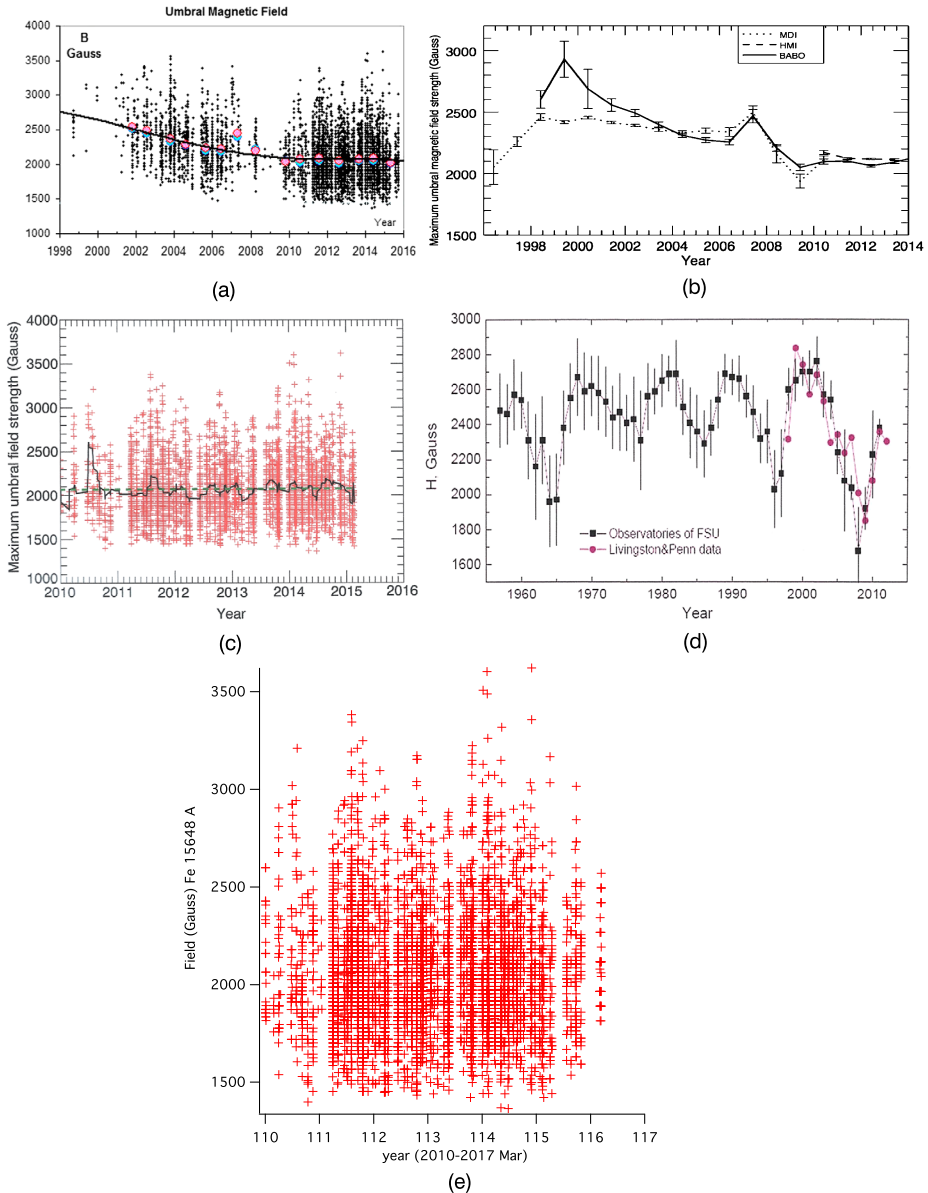 Umbral Magnetic Field
B
Gauss
4000
3500
3000
2500
2000
1500
1000
Year
1998 2000 2002 2004 2006 2008 2010 2012 2014 2016
(a)
Maximum umbral magnetic field strength (Gauss)
3000
2500
2000
1500
MDI
HMI
BABO
1998 2000 2002 2004 2006 2008 2010 2012 2014
Year
(b)
Maximum umbral field strength (Gauss)
4000
3500
3000
2500
2000
1500
1000
2010 2011 2012 2013 2014 2015 2016
Year
(c)
H, Gauss
3000
2800
2600
2400
2200
2000
1800
1600
Observatories of FSU
Livingston&Penn data
1960 1970 1980 1990 2000 2010
Year
(d)
Field (Gauss) Fe 15648 A
3500
3000
2500
2000
1500
110 111 112 113 114 115 116 117
year (2010-2017 Mar)
(e)